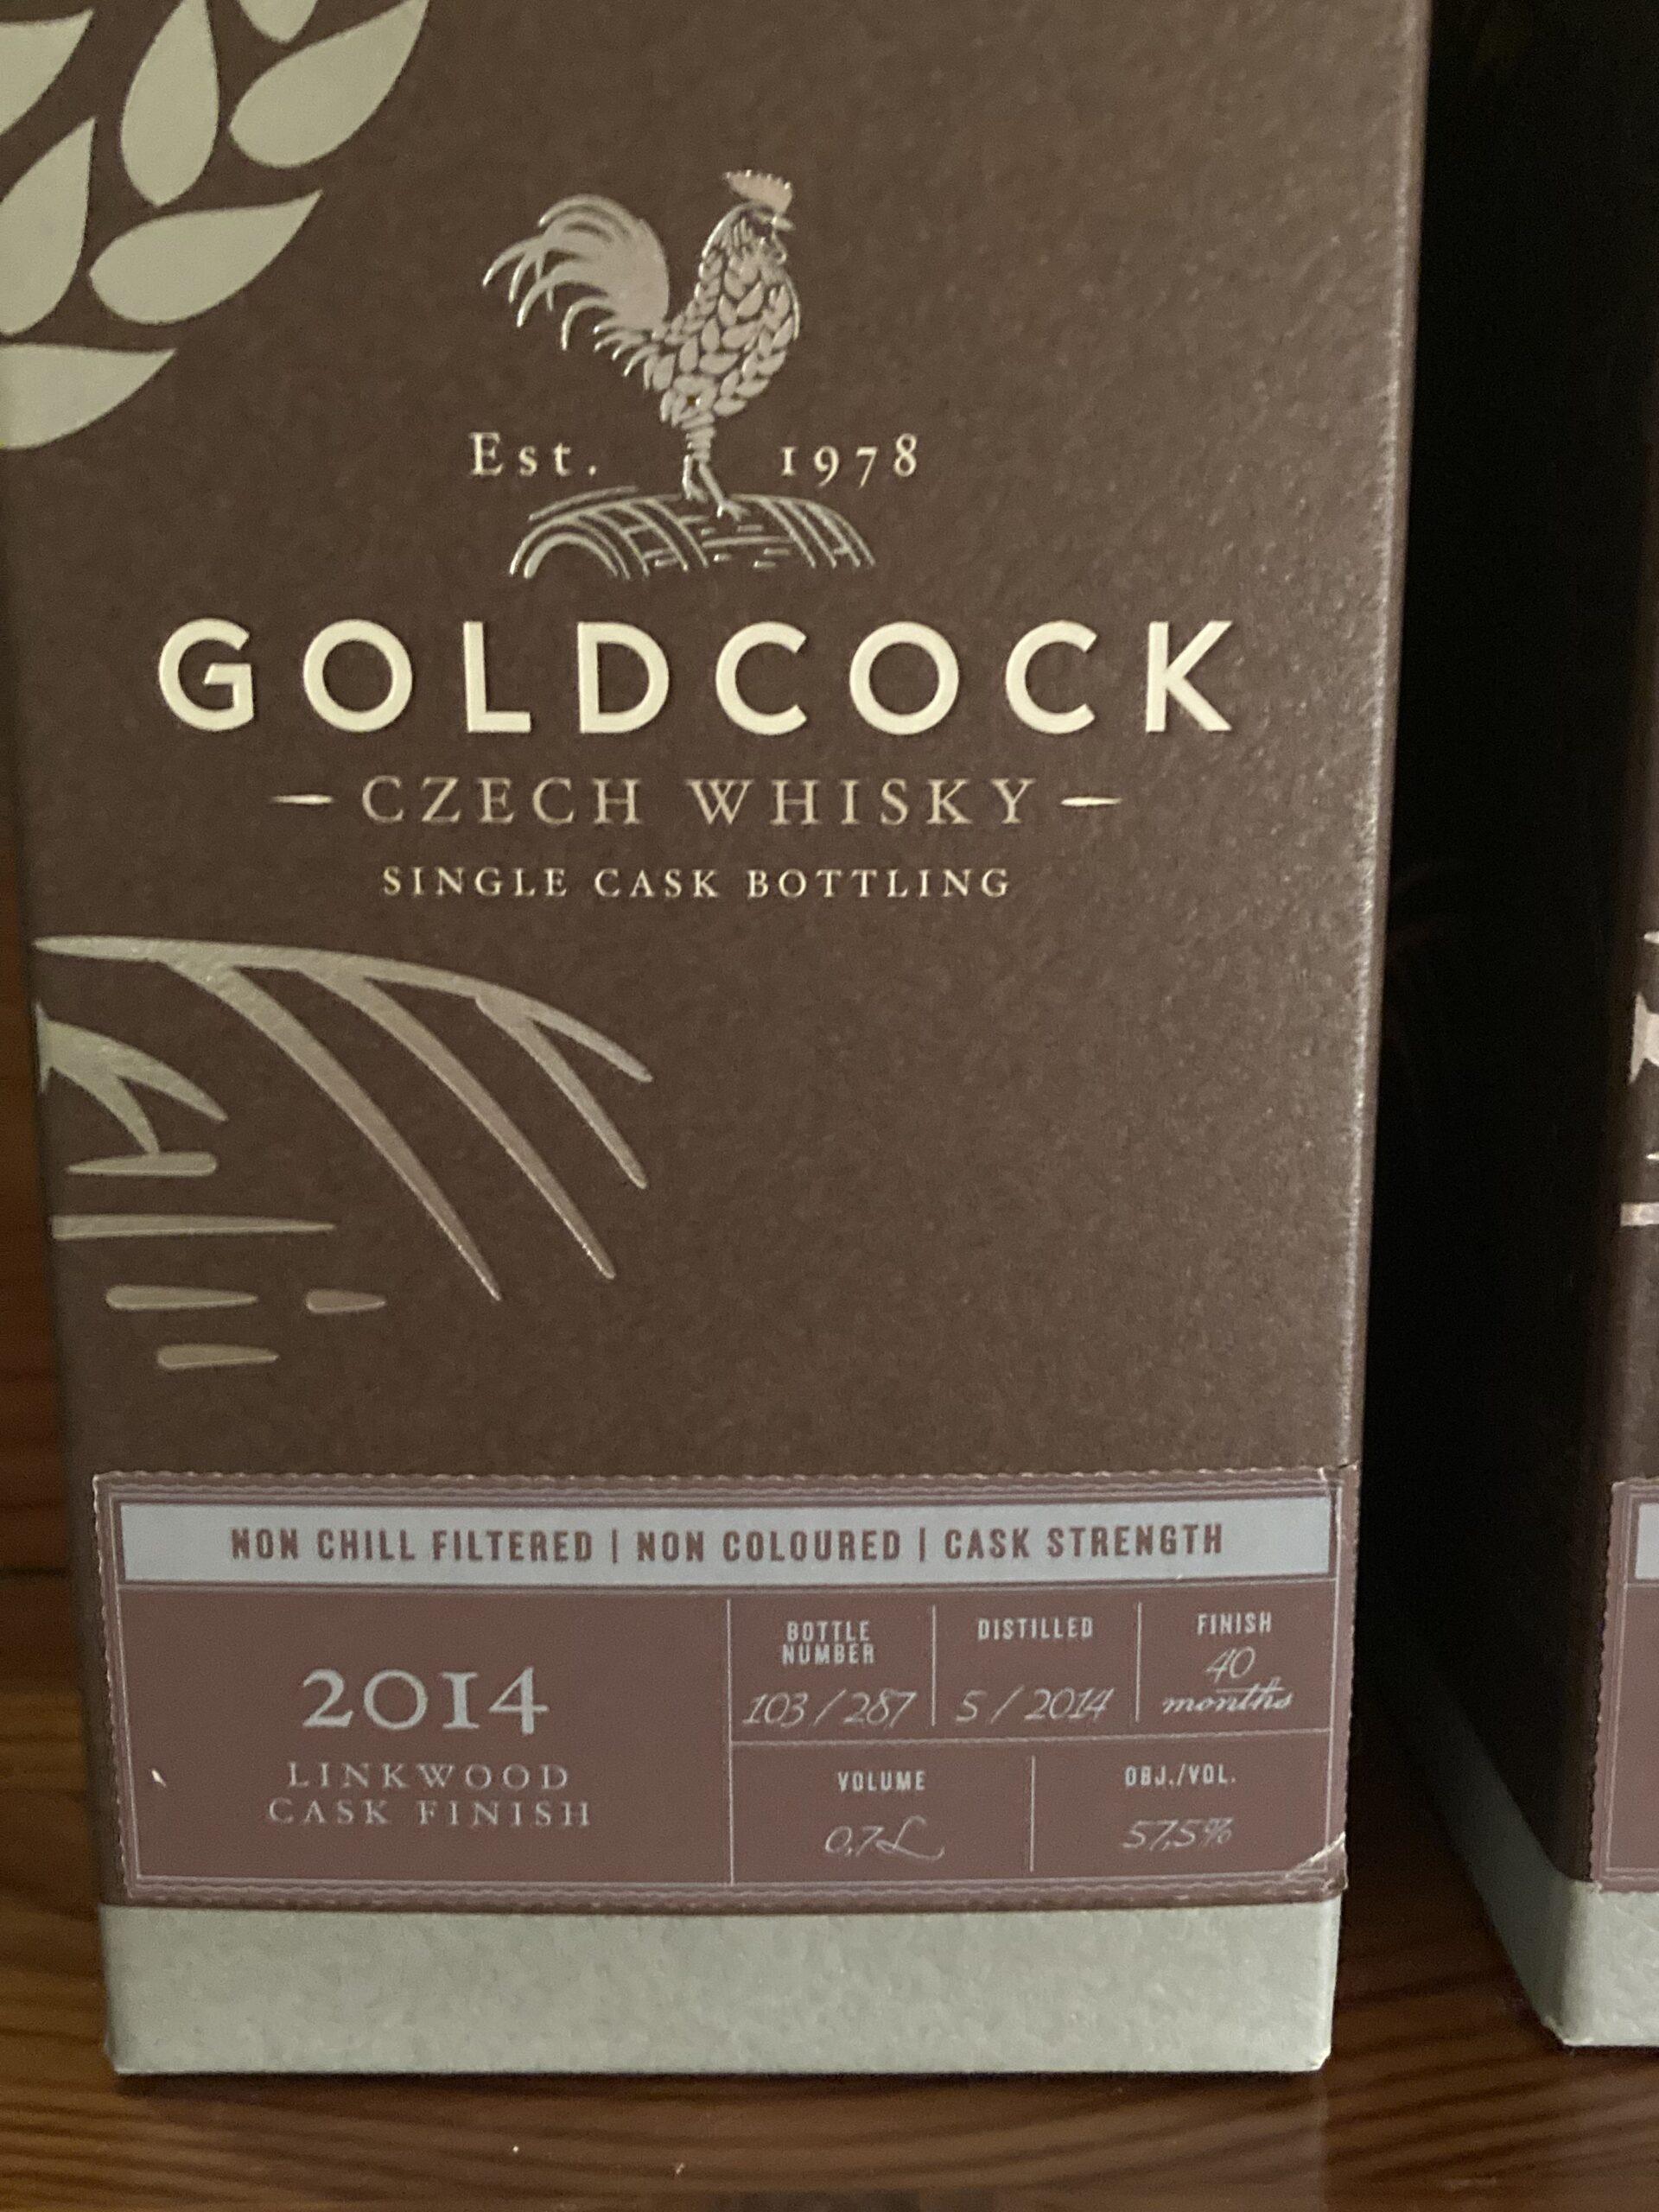 Est. 1978
GOLDCOCK
CZECH WHISKY
SINGLE CASK BOTTLING
NON CHILL FILTERED | NON COLOURED | CASK STRENGTH
2014
LINKWOOD
CASK FINISH
BOTTLE
NUMBER
103/287
DISTILLED
5/2014
FINISH
40
months
VOLUME
0,7L
OBJ./VOL.
57,5%